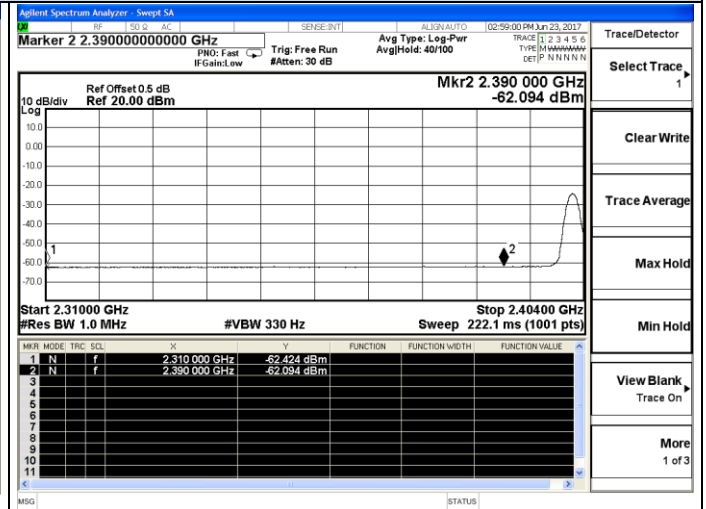 Agilent Spectrum Analyzer - Swept SA
RF 50 Ω AC SENSE:INT ALIGN AUTO 02:59:00 PM Jun 23, 2017
Marker 2 2.390000000000 GHz
PNO: Fast
IFGain:Low
Trig: Free Run
#Atten: 30 dB
Avg Type: Log-Pwr
Avg|Hold: 40/100
TRACE 1 2 3 4 5 6
TYPE M WWWWW
DET P N N N N N
Ref Offset 0.5 dB
10 dB/div Ref 20.00 dBm
Log
Mkr2 2.390 000 GHz
-62.094 dBm
10.0
0.00
-10.0
-20.0
-30.0
-40.0
-50.0
-60.0
-70.0
1
2
Start 2.31000 GHz Stop 2.40400 GHz
#Res BW 1.0 MHz #VBW 330 Hz Sweep 222.1 ms (1001 pts)
MKR MODE TRC SCL X Y FUNCTION FUNCTION WIDTH FUNCTION VALUE
1 N f 2.310 000 GHz -62.424 dBm
2 N f 2.390 000 GHz -62.094 dBm
3
4
5
6
7
8
9
10
11
MSG STATUS
Trace/Detector
Select Trace
1
Clear Write
Trace Average
Max Hold
Min Hold
View Blank
Trace On
More
1 of 3